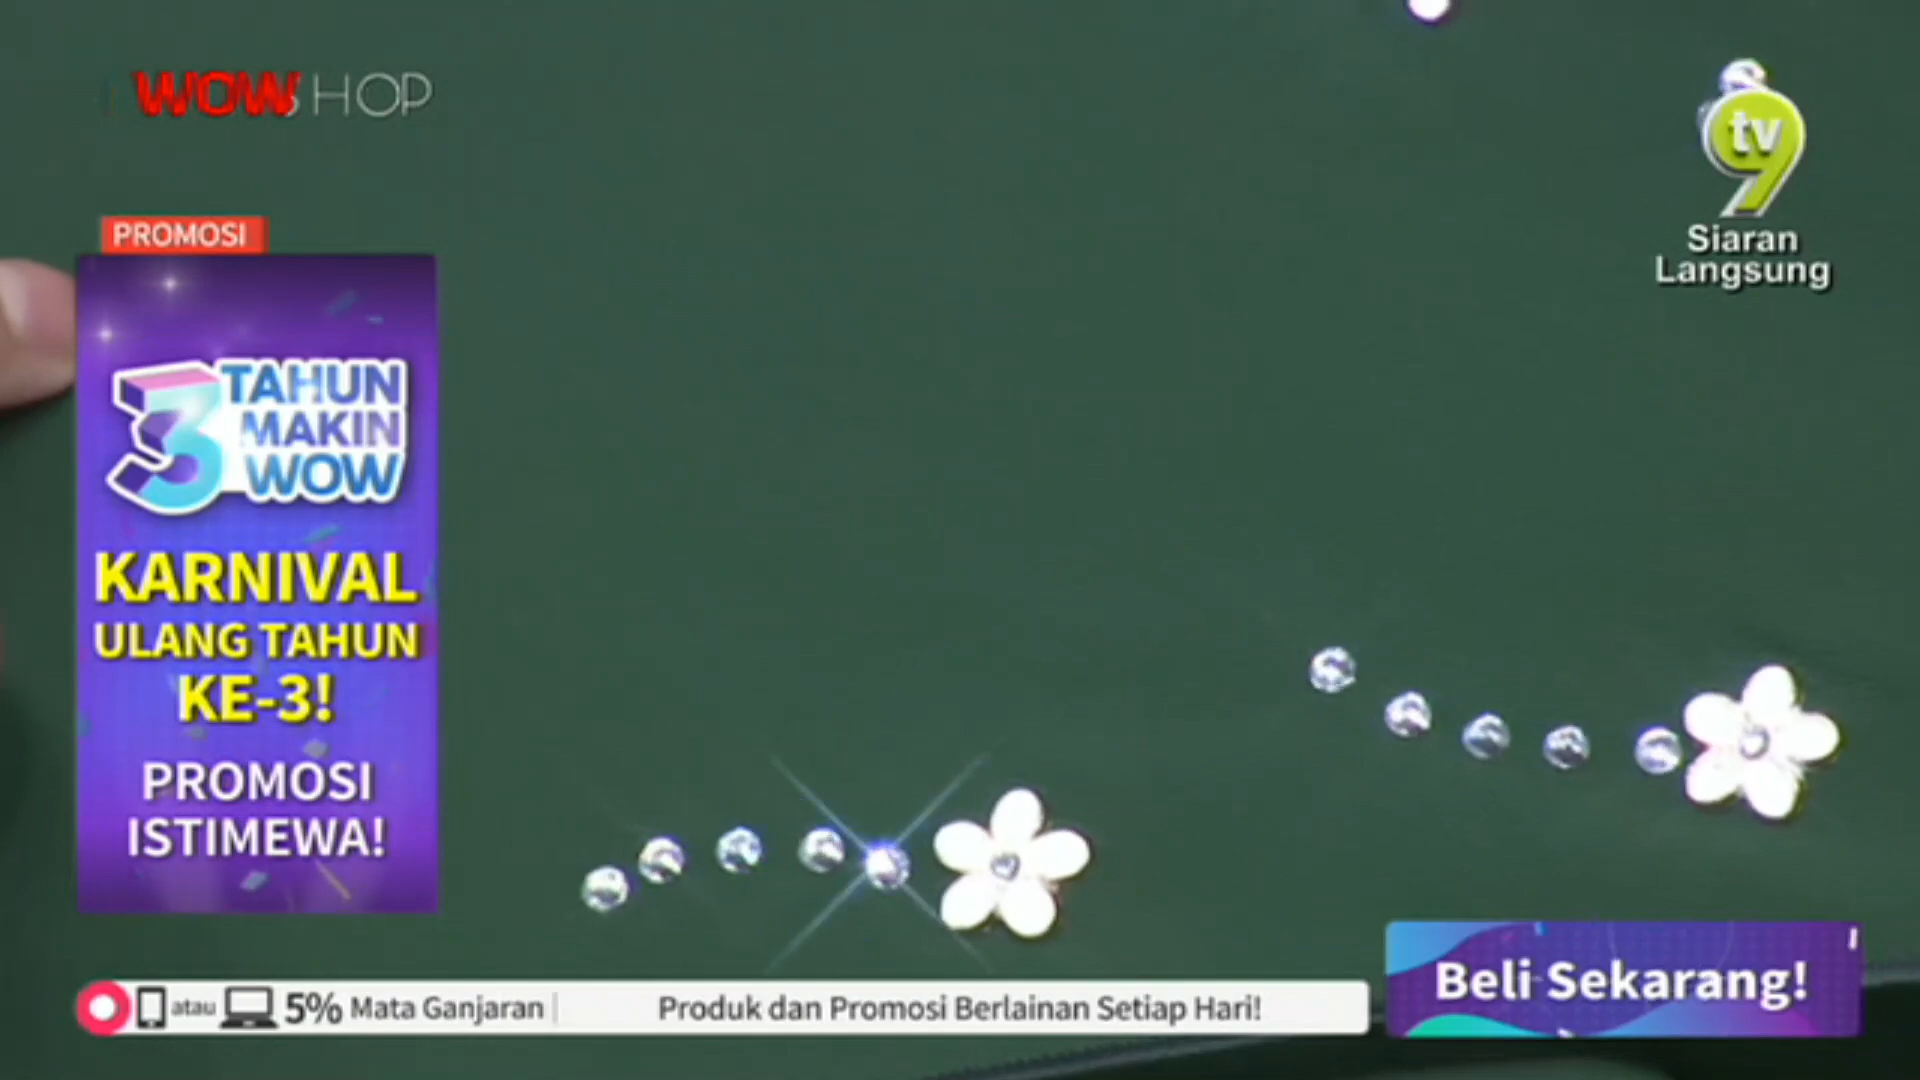 WOWSHOP
tv9
Siaran
Langsung
PROMOSI
3 TAHUN
MAKIN
WOW
KARNIVAL
ULANG TAHUN
KE-3!
PROMOSI
ISTIMEWA!
Beli Sekarang!
atau 5% Mata Ganjaran
Produk dan Promosi Berlainan Setiap Hari!